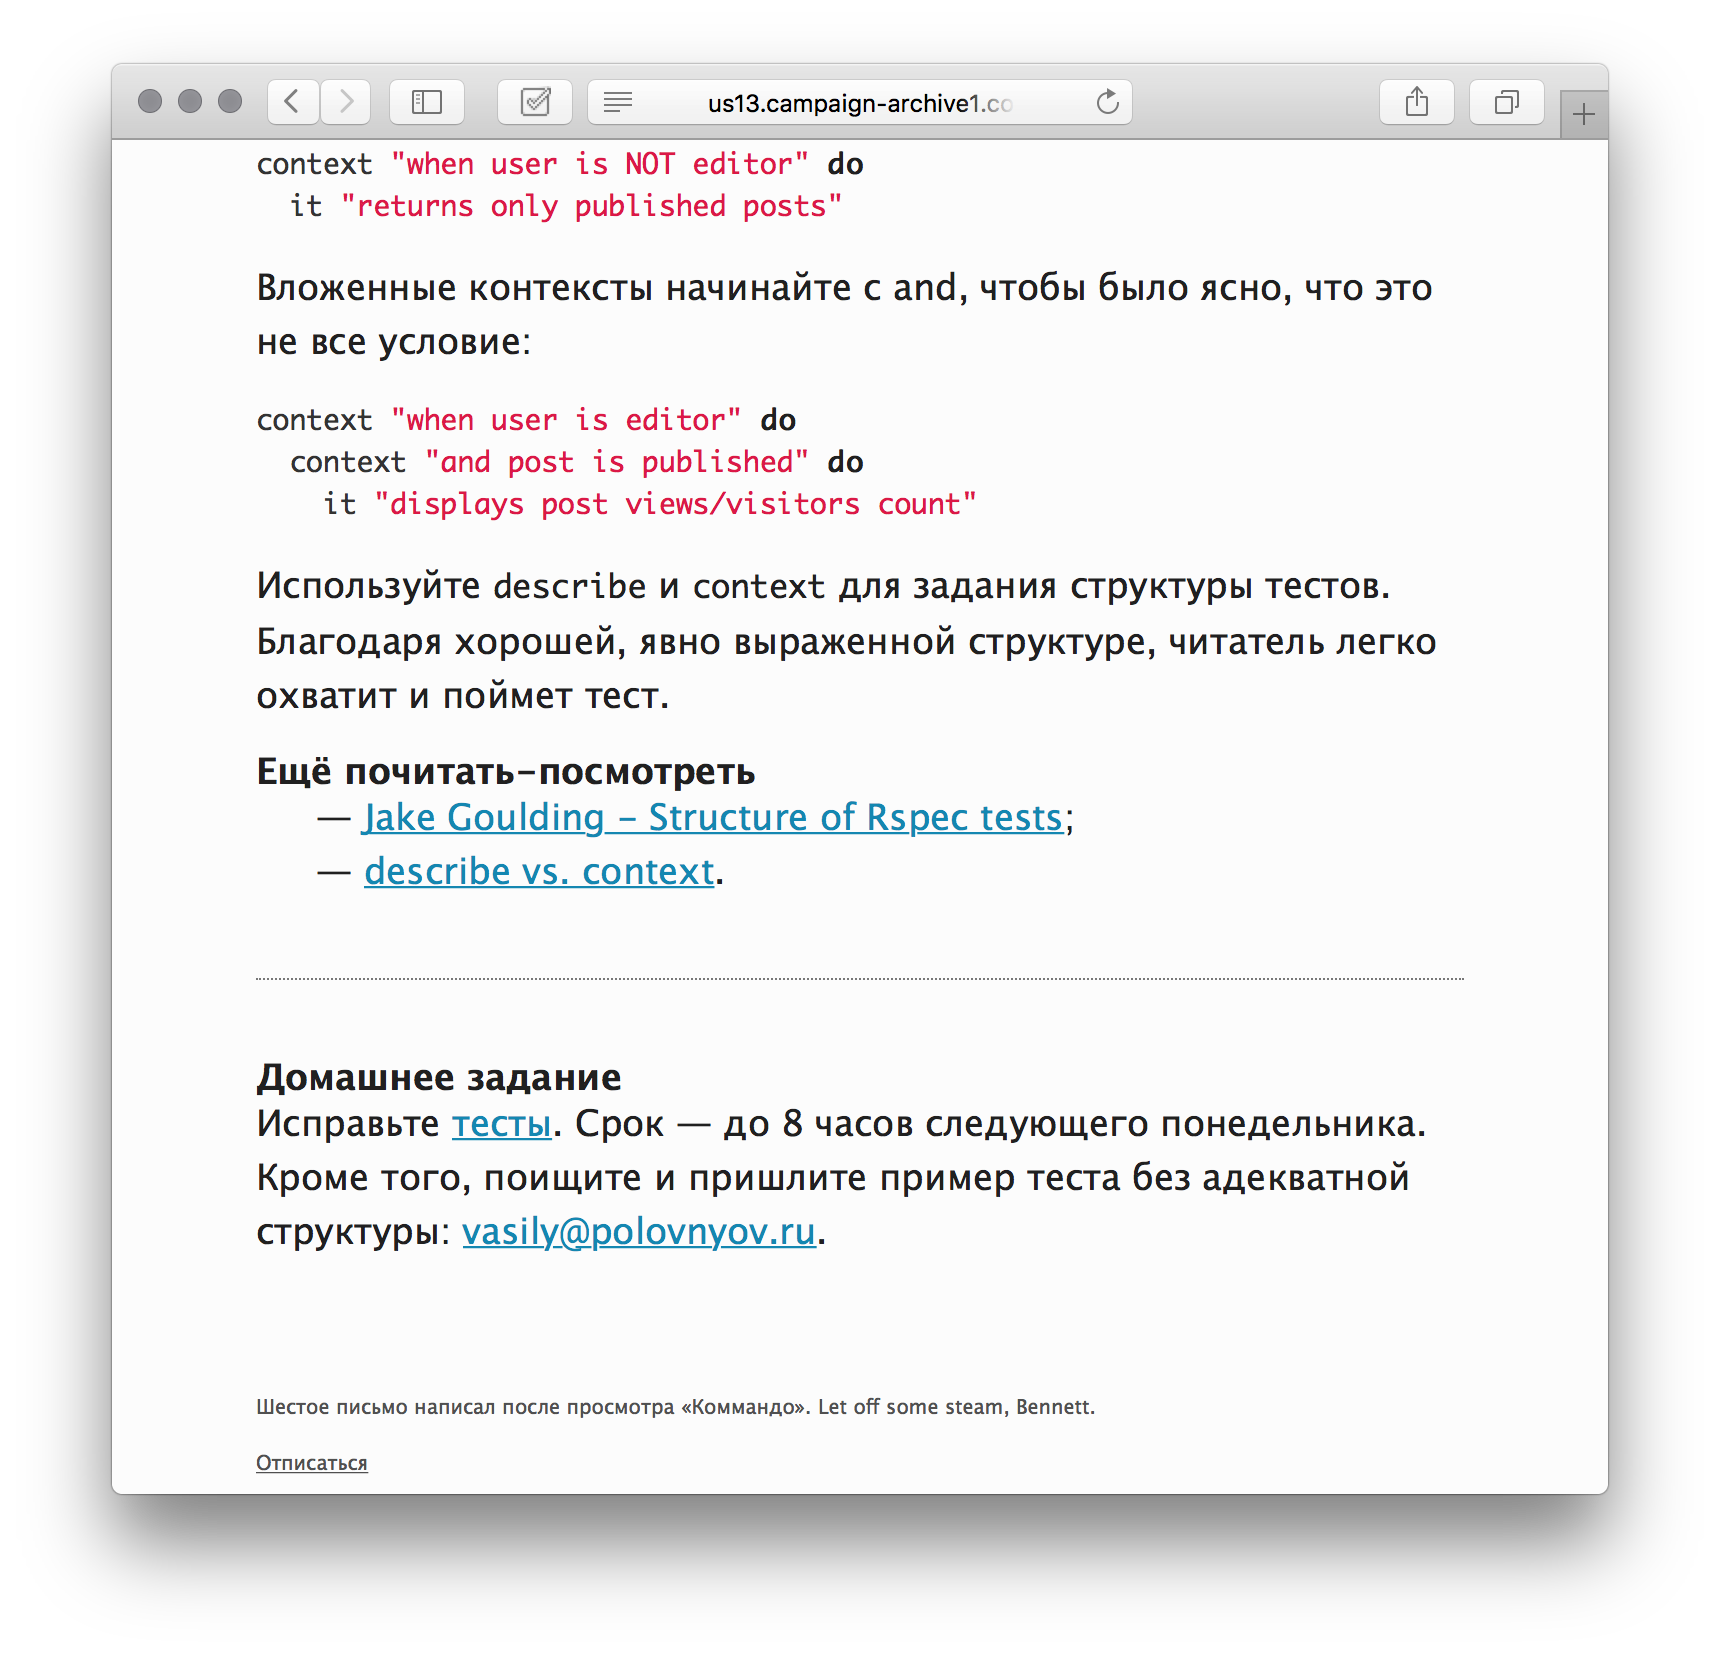 us13.campaign-archive1.co
context "when user is NOT editor" do
it "returns only published posts"
Вложенные контексты начинайте с and, чтобы было ясно, что это
не все условие:
context "when user is editor" do
context "and post is published" do
it "displays post views/visitors count"
Используйте describe и context для задания структуры тестов.
Благодаря хорошей, явно выраженной структуре, читатель легко
охватит и поймет тест.
Ещё почитать-посмотреть
— Jake Goulding – Structure of Rspec tests;
— describe vs. context.
Домашнее задание
Исправьте тесты. Срок — до 8 часов следующего понедельника.
Кроме того, поищите и пришлите пример теста без адекватной
структуры: vasily@polovnyov.ru.
Шестое письмо написал после просмотра «Коммандо». Let off some steam, Bennett.
Отписаться